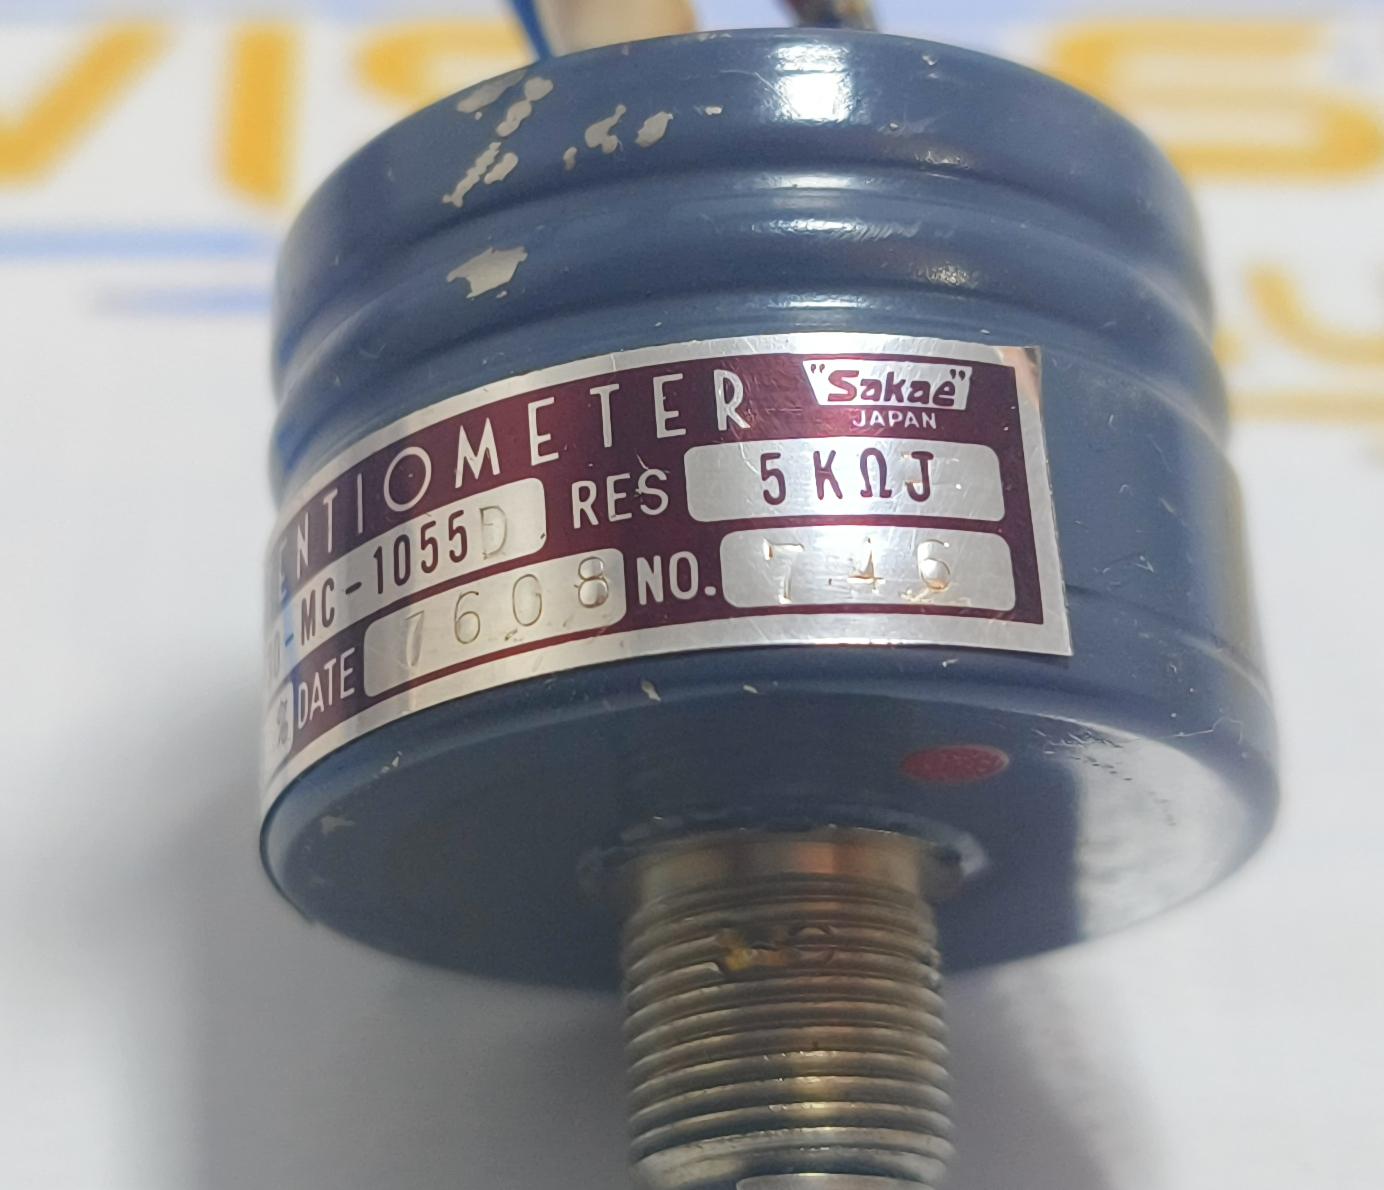 ENTIOMETER
"Sakae"
JAPAN
-MC-1055D
RES 5KΩJ
% DATE 7608
NO. 746